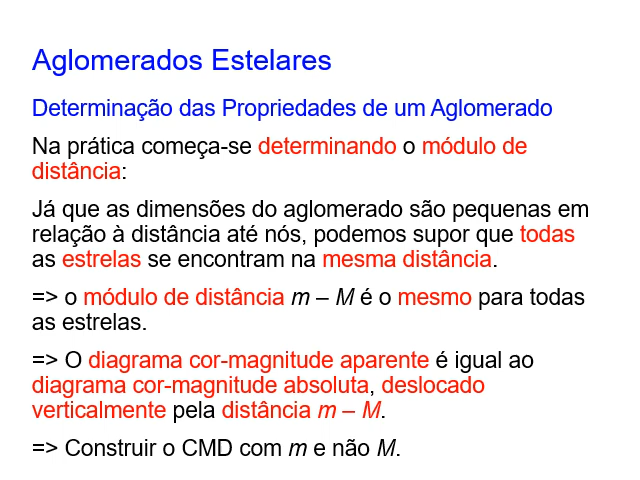 Aglomerados Estelares
Determinação das Propriedades de um Aglomerado
Na prática começa-se determinando o módulo de
distância:
Já que as dimensões do aglomerado são pequenas em
relação à distância até nós, podemos supor que todas
as estrelas se encontram na mesma distância.
=> o módulo de distância m – M é o mesmo para todas
as estrelas.
=> O diagrama cor-magnitude aparente é igual ao
diagrama cor-magnitude absoluta, deslocado
verticalmente pela distância m – M.
=> Construir o CMD com m e não M.